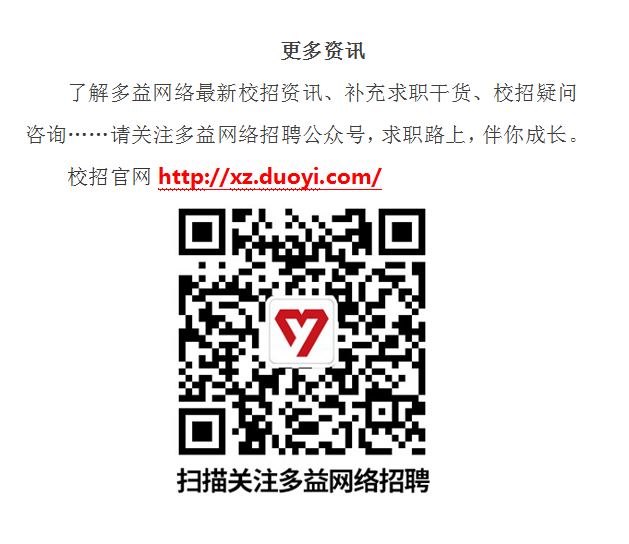 更多资讯
了解多益网络最新校招资讯、补充求职干货、校招疑问
咨询……请关注多益网络招聘公众号，求职路上，伴你成长。
校招官网 http://xz.duoyi.com/
扫描关注多益网络招聘